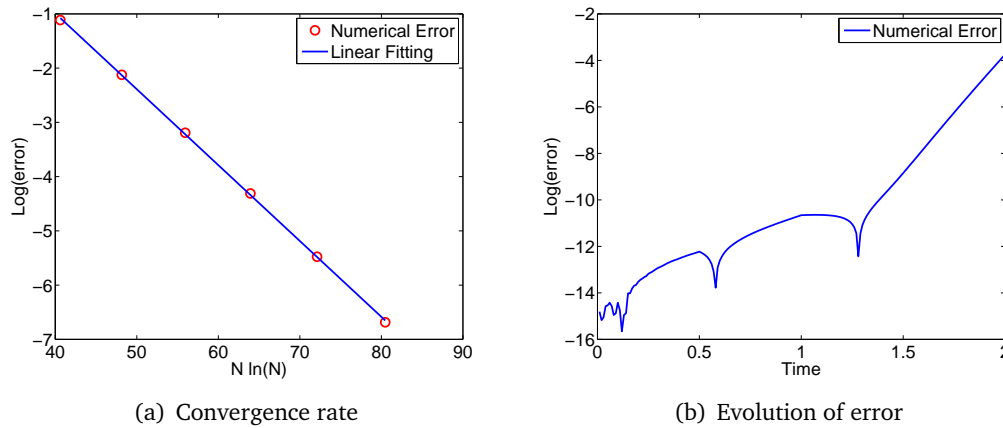 −1
−2
−3
−4
−5
−6
−7
40
50
60
70
80
90
N ln(N)
Log(error)
Numerical Error
Linear Fitting
(a) Convergence rate
−2
−4
−6
−8
−10
−12
−14
−16
0
0.5
1
1.5
2
Time
Log(error)
Numerical Error
(b) Evolution of error